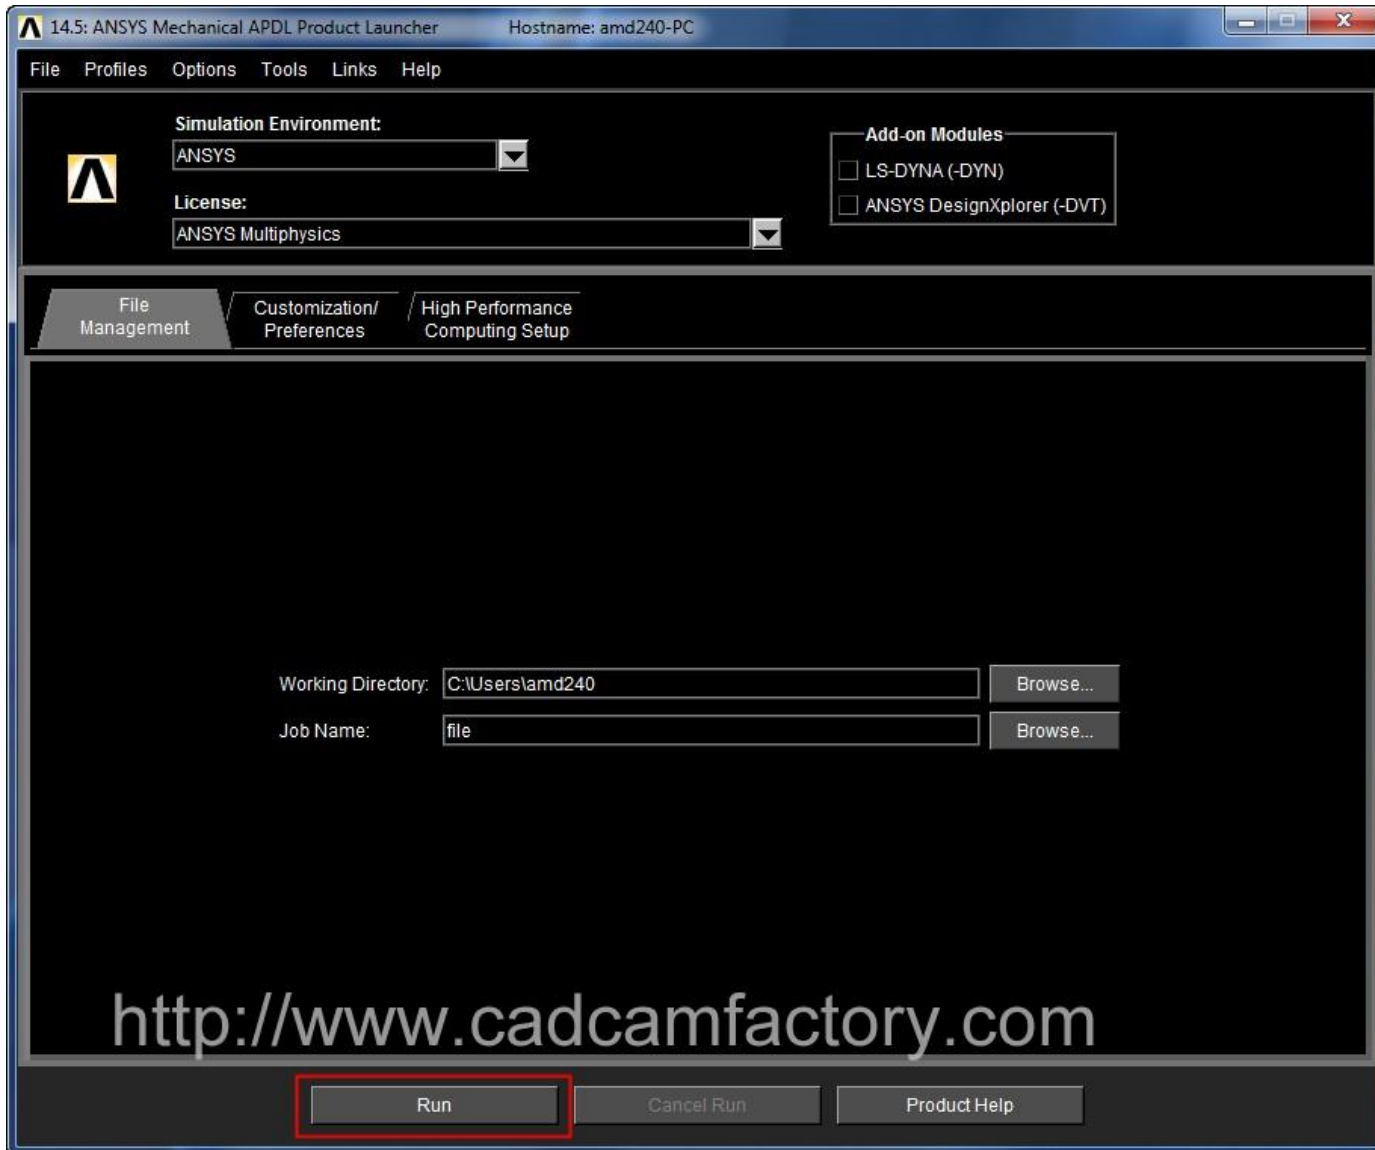 14.5: ANSYS Mechanical APDL Product Launcher Hostname: amd240-PC
File Profiles Options Tools Links Help
Simulation Environment:
ANSYS
License:
ANSYS Multiphysics
Add-on Modules
LS-DYNA (-DYN)
ANSYS DesignXplorer (-DVT)
File
Management
Customization/
Preferences
High Performance
Computing Setup
Working Directory: C:\Users\amd240 Browse...
Job Name: file Browse...
http://www.cadcamfactory.com
Run Cancel Run Product Help